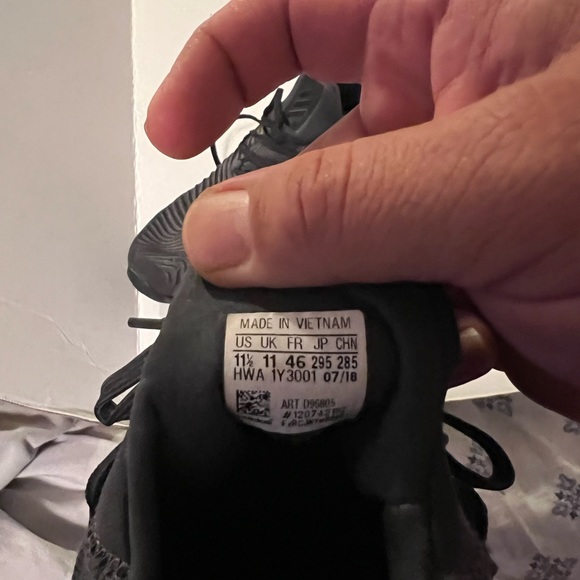 MADE IN VIETNAM
US UK FR JP CHN
11½ 11 46 295 285
HWA 1Y3001 07/18
ART